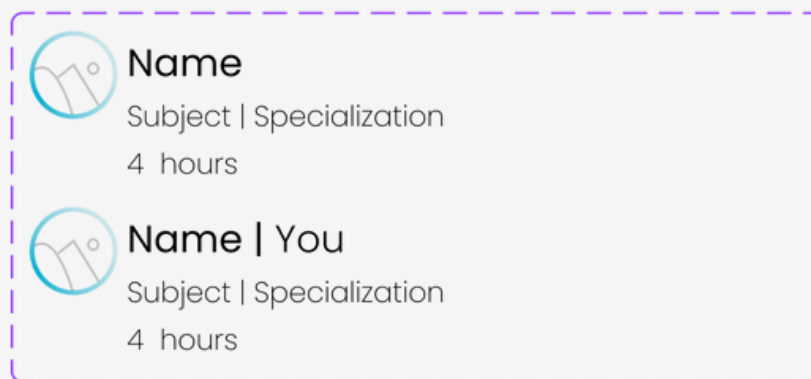 Name
Subject | Specialization
4 hours
Name | You
Subject | Specialization
4 hours